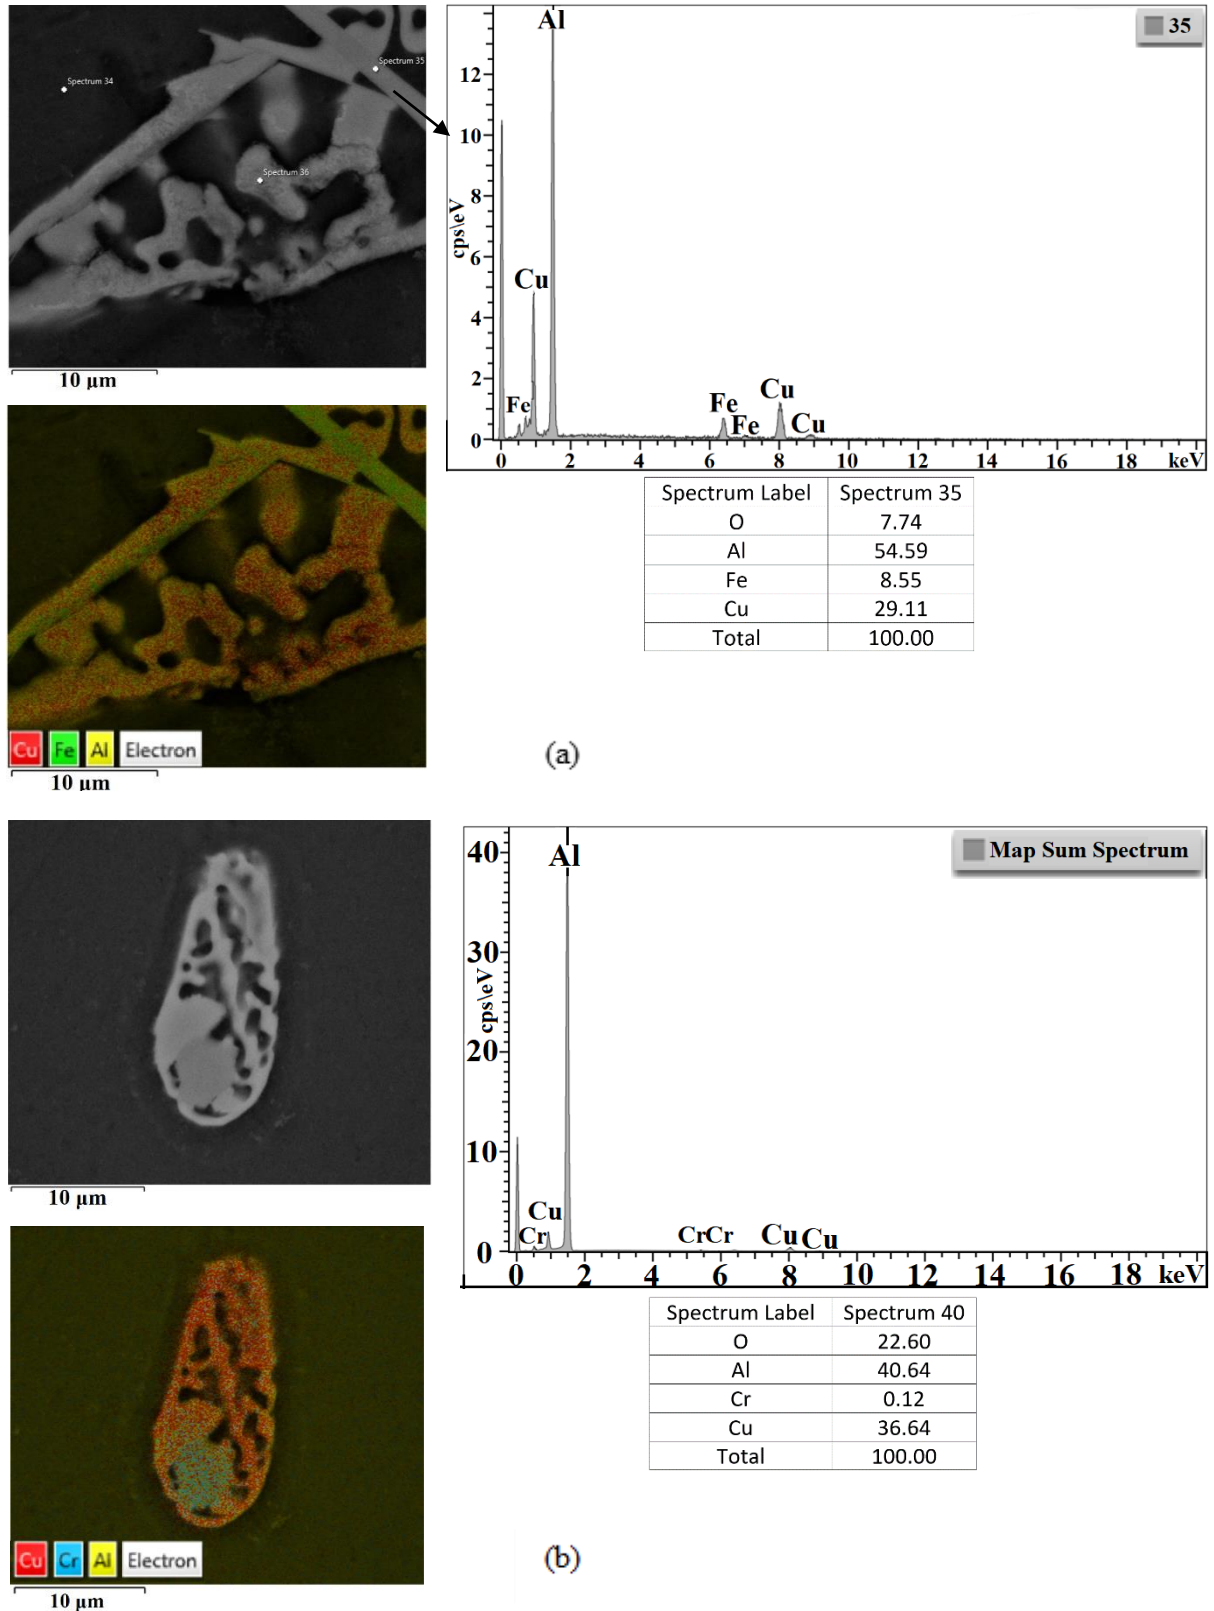 Spectrum 34
Spectrum 35
Spectrum 36
10 µm
Al
35
12
10
8
6
4
2
0
cps\eV
Cu
Fe
Fe
Fe
Cu
Cu
0 2 4 6 8 10 12 14 16 18 keV
Spectrum Label Spectrum 35
O 7.74
Al 54.59
Fe 8.55
Cu 29.11
Total 100.00
Cu Fe Al Electron
10 µm
(a)
10 µm
Map Sum Spectrum
40
30
20
10
0
cps\eV
Al
Cu
Cr
CrCr
Cu Cu
0 2 4 6 8 10 12 14 16 18 keV
Spectrum Label Spectrum 40
O 22.60
Al 40.64
Cr 0.12
Cu 36.64
Total 100.00
Cu Cr Al Electron
10 µm
(b)